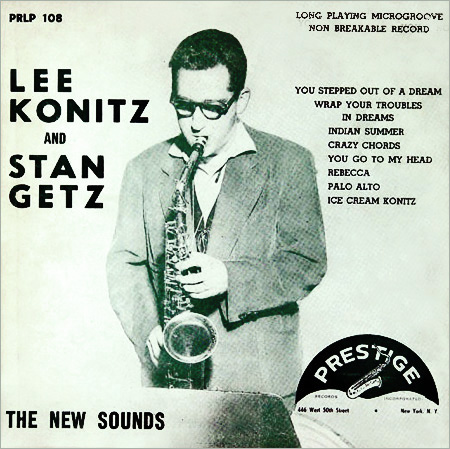 PRLP 108
LONG PLAYING MICROGROOVE
NON BREAKABLE RECORD
LEE
KONITZ
AND
STAN
GETZ
YOU STEPPED OUT OF A DREAM
WRAP YOUR TROUBLES
IN DREAMS
INDIAN SUMMER
CRAZY CHORDS
YOU GO TO MY HEAD
REBECCA
PALO ALTO
ICE CREAM KONITZ
THE NEW SOUNDS
PRESTIGE
RECORDS INCORPORATED
446 West 50th Street • New York, N. Y.